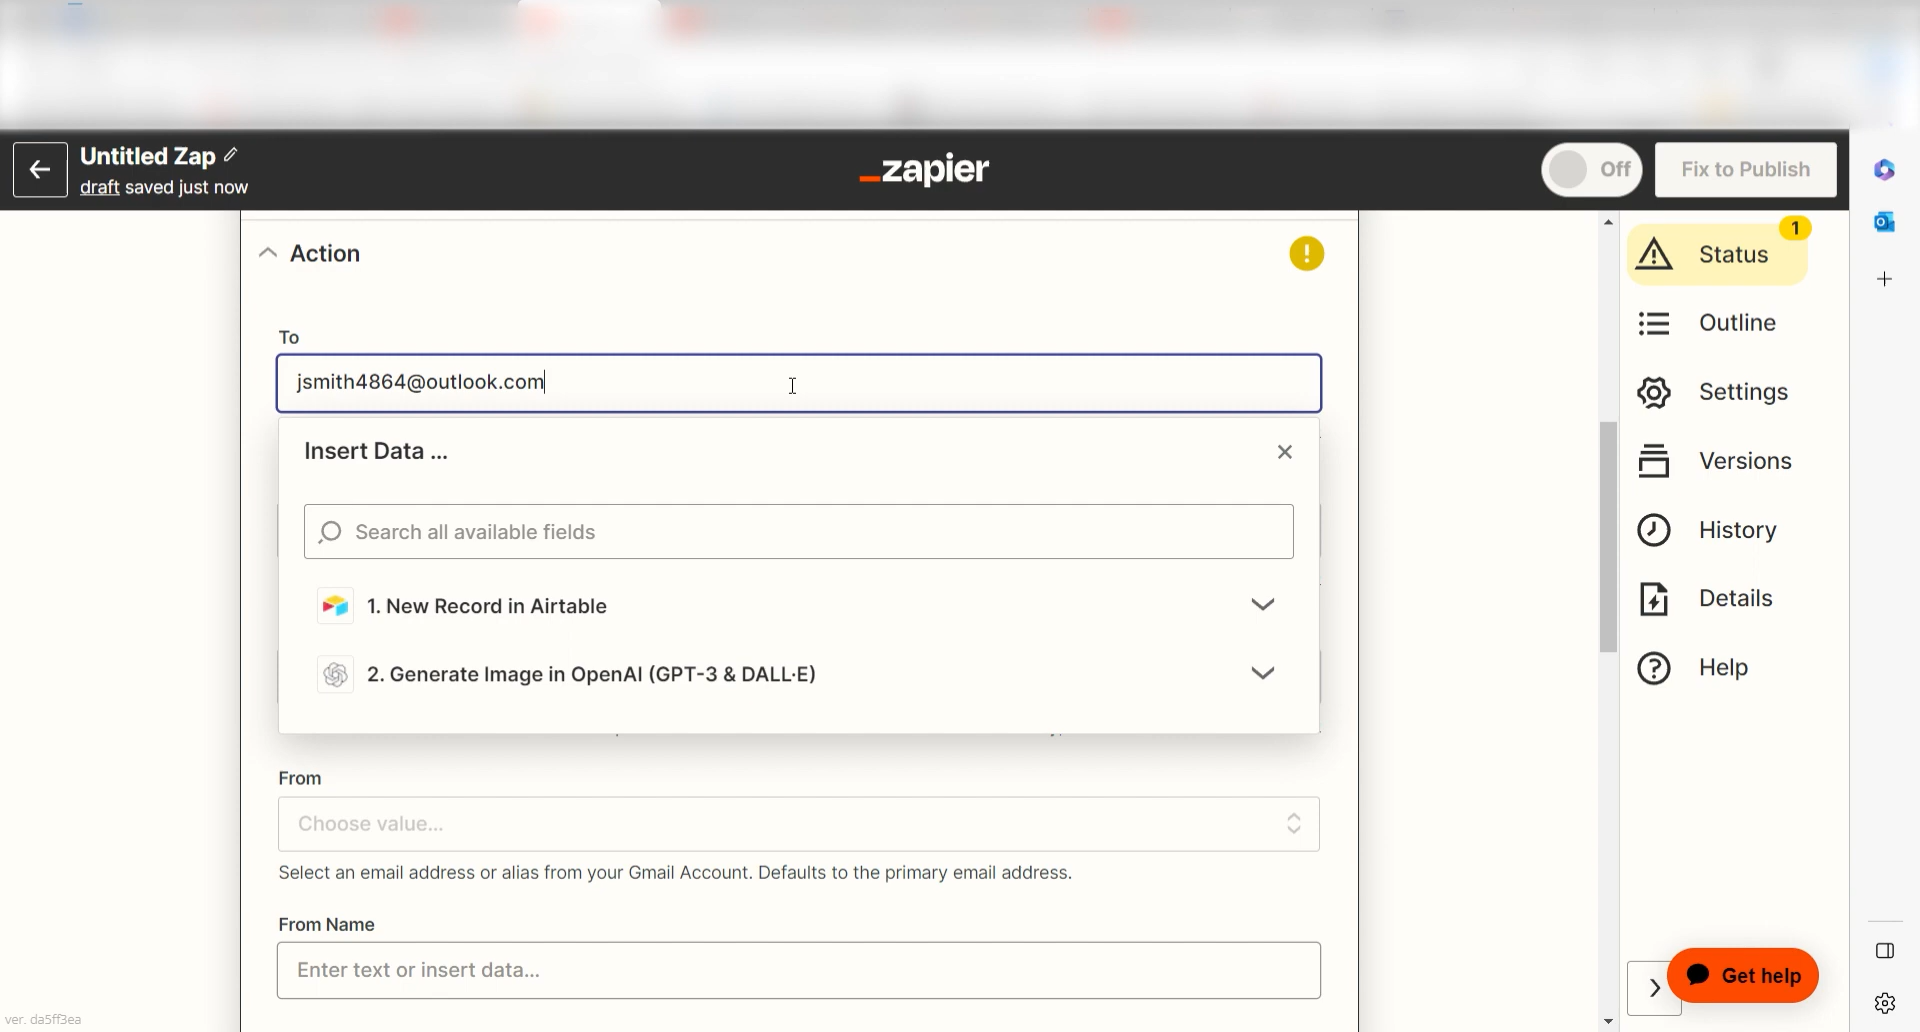 Untitled Zap
draft saved just now
zapier
Off
Fix to Publish
Action
!
1
Status
Outline
Settings
Versions
History
Details
Help
To
jsmith4864@outlook.com
Insert Data ...
Search all available fields
1. New Record in Airtable
2. Generate Image in OpenAI (GPT-3 & DALL·E)
From
Choose value...
Select an email address or alias from your Gmail Account. Defaults to the primary email address.
From Name
Enter text or insert data...
Get help
ver. da5ff3ea